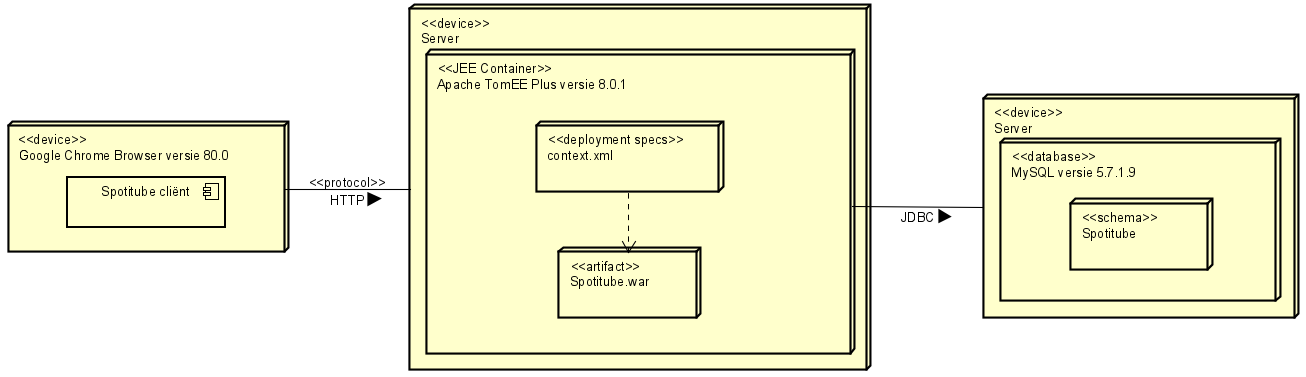 <<device>>
Google Chrome Browser versie 80.0
Spotitube cliënt
<<protocol>>
HTTP
<<device>>
Server
<<JEE Container>>
Apache TomEE Plus versie 8.0.1
<<deployment specs>>
context.xml
<<artifact>>
Spotitube.war
JDBC
<<device>>
Server
<<database>>
MySQL versie 5.7.1.9
<<schema>>
Spotitube